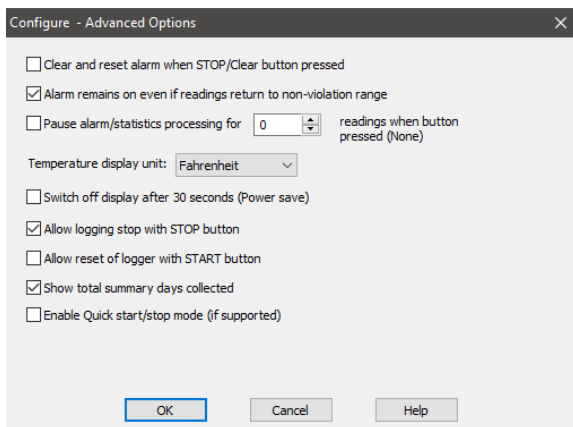 Configure - Advanced Options
Clear and reset alarm when STOP/Clear button pressed
Alarm remains on even if readings return to non-violation range
Pause alarm/statistics processing for 0 readings when button
pressed (None)
Temperature display unit: Fahrenheit
Switch off display after 30 seconds (Power save)
Allow logging stop with STOP button
Allow reset of logger with START button
Show total summary days collected
Enable Quick start/stop mode (if supported)
OK Cancel Help